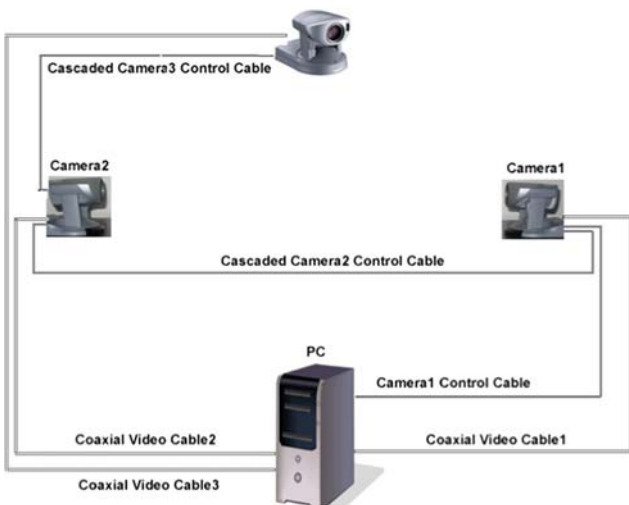 Cascaded Camera3 Control Cable
Camera2
Camera1
Cascaded Camera2 Control Cable
PC
Camera1 Control Cable
Coaxial Video Cable2
Coaxial Video Cable1
Coaxial Video Cable3